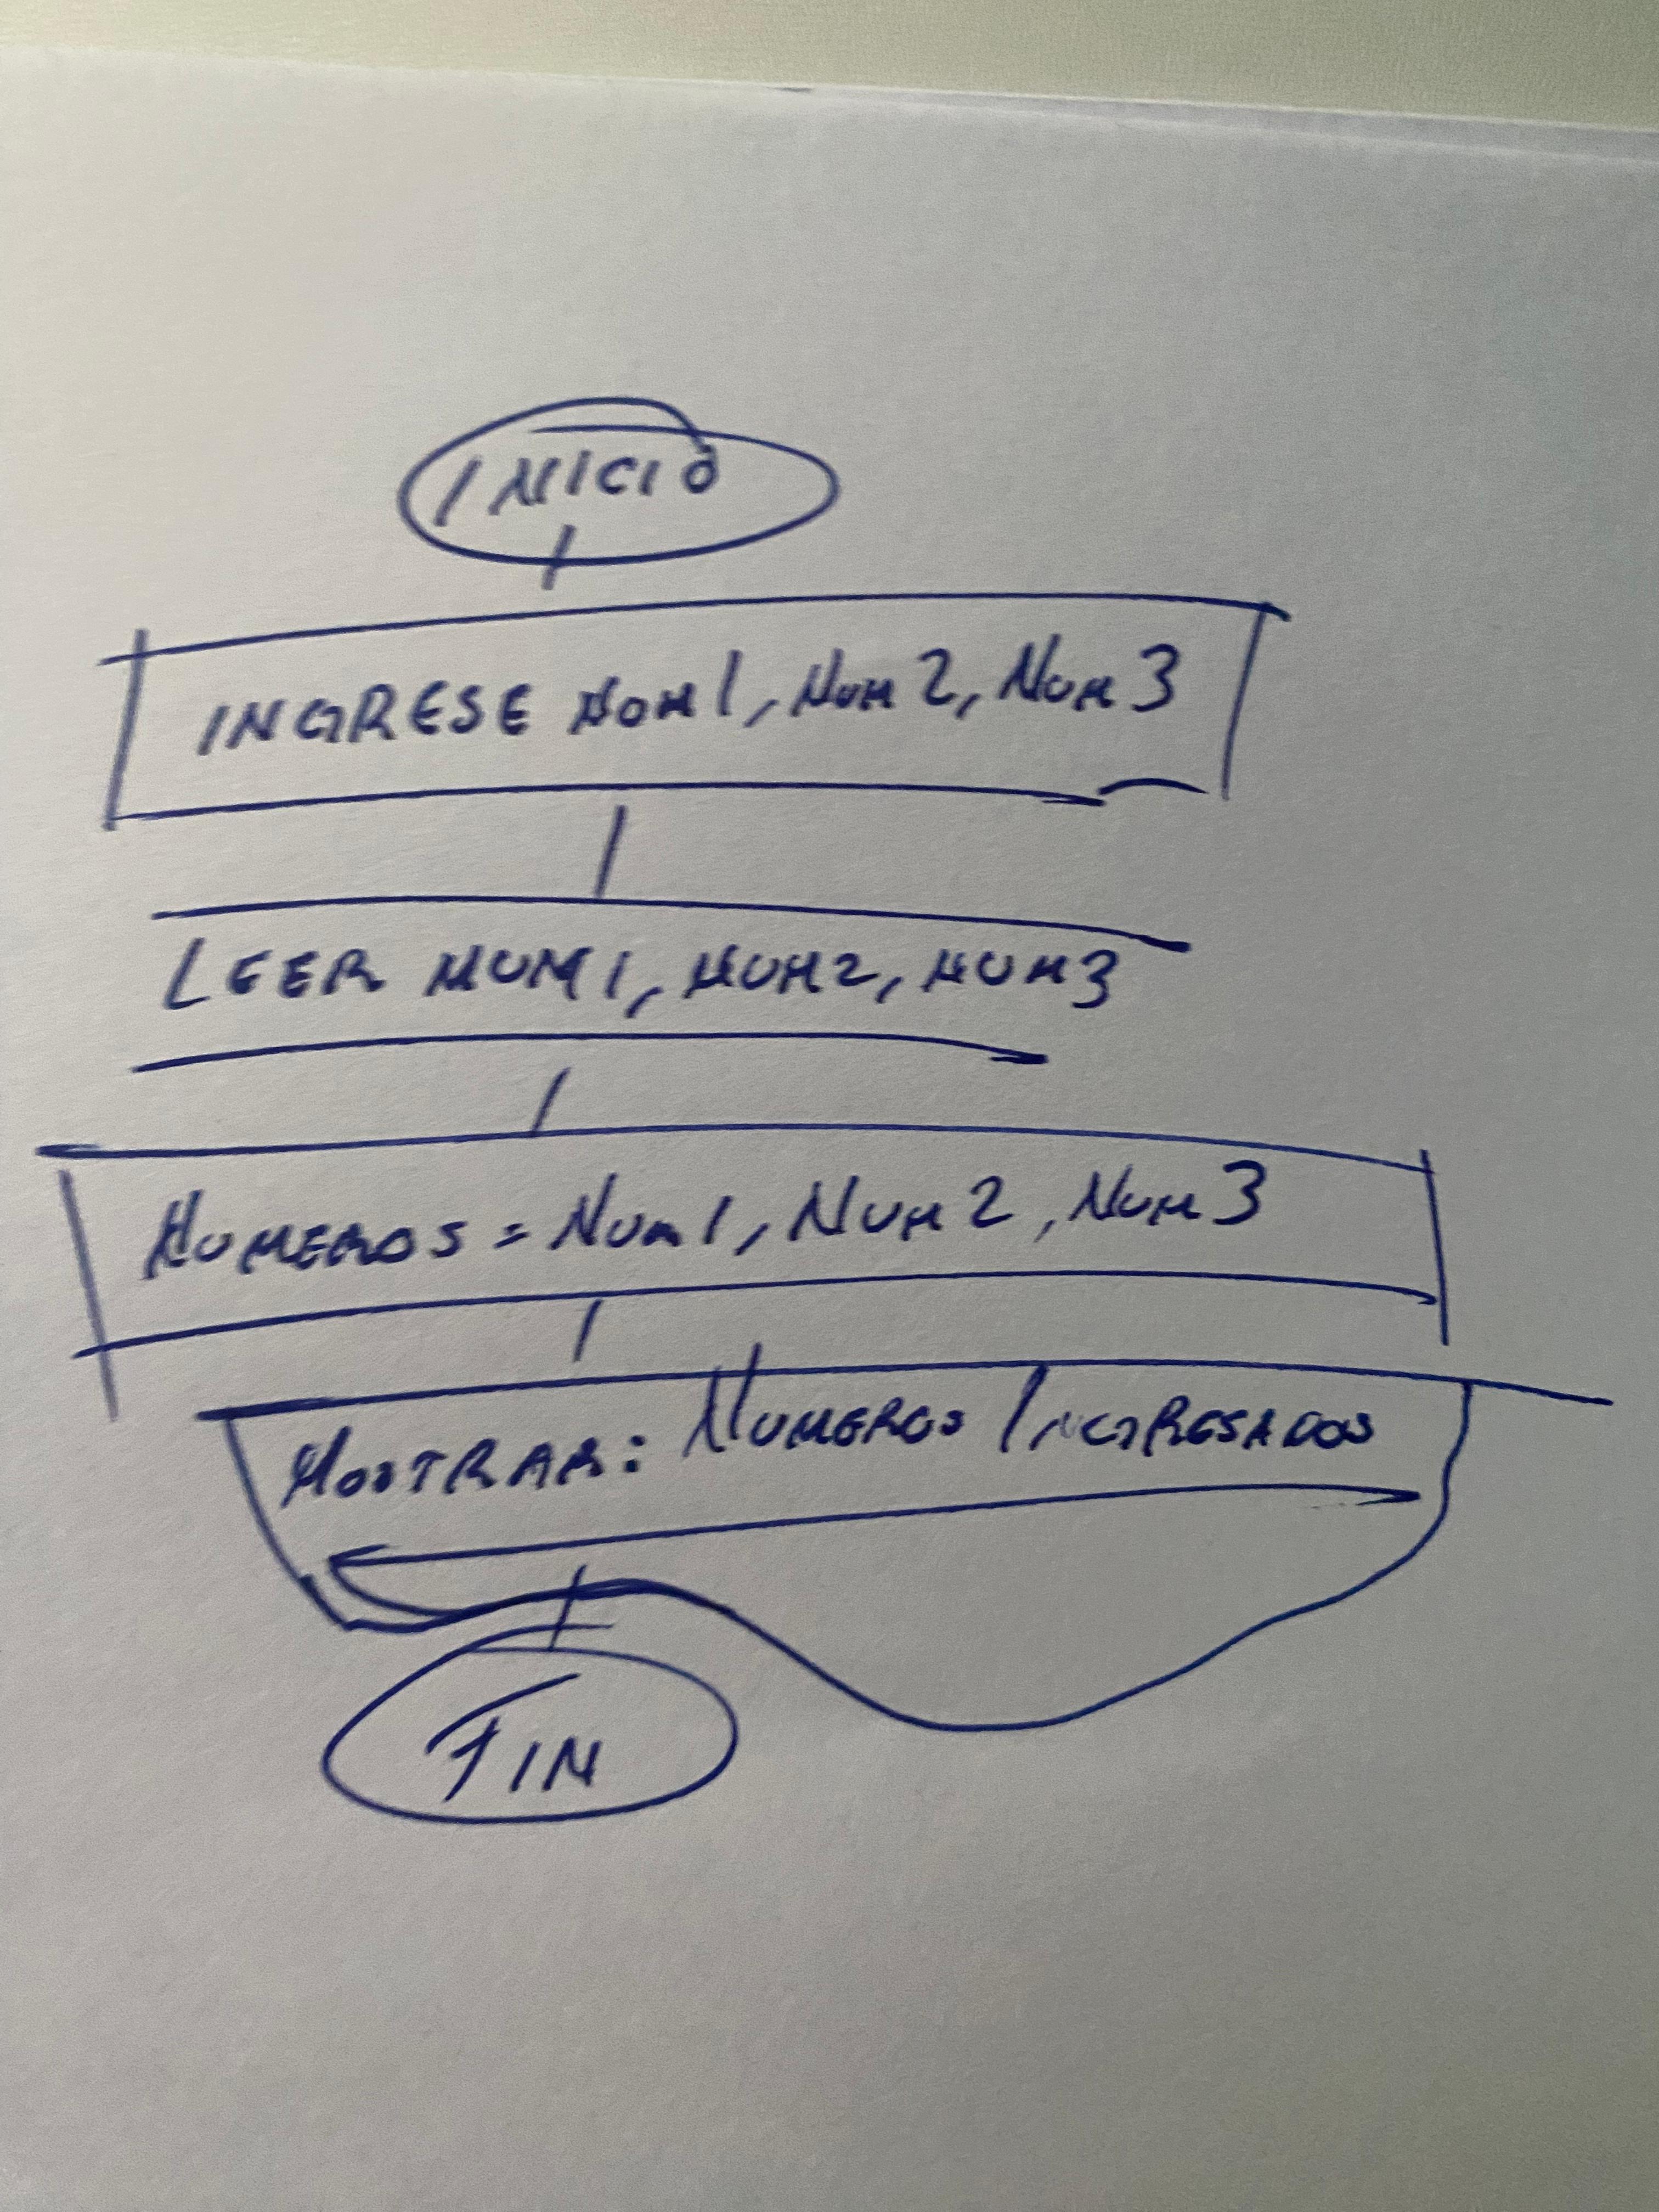 INICIO
INGRESE NUM1, NUM2, NUM3
LEER NUM1, NUM2, NUM3
NUMEROS = NUM1, NUM2, NUM3
MOSTRAR: NUMEROS INGRESADOS
FIN